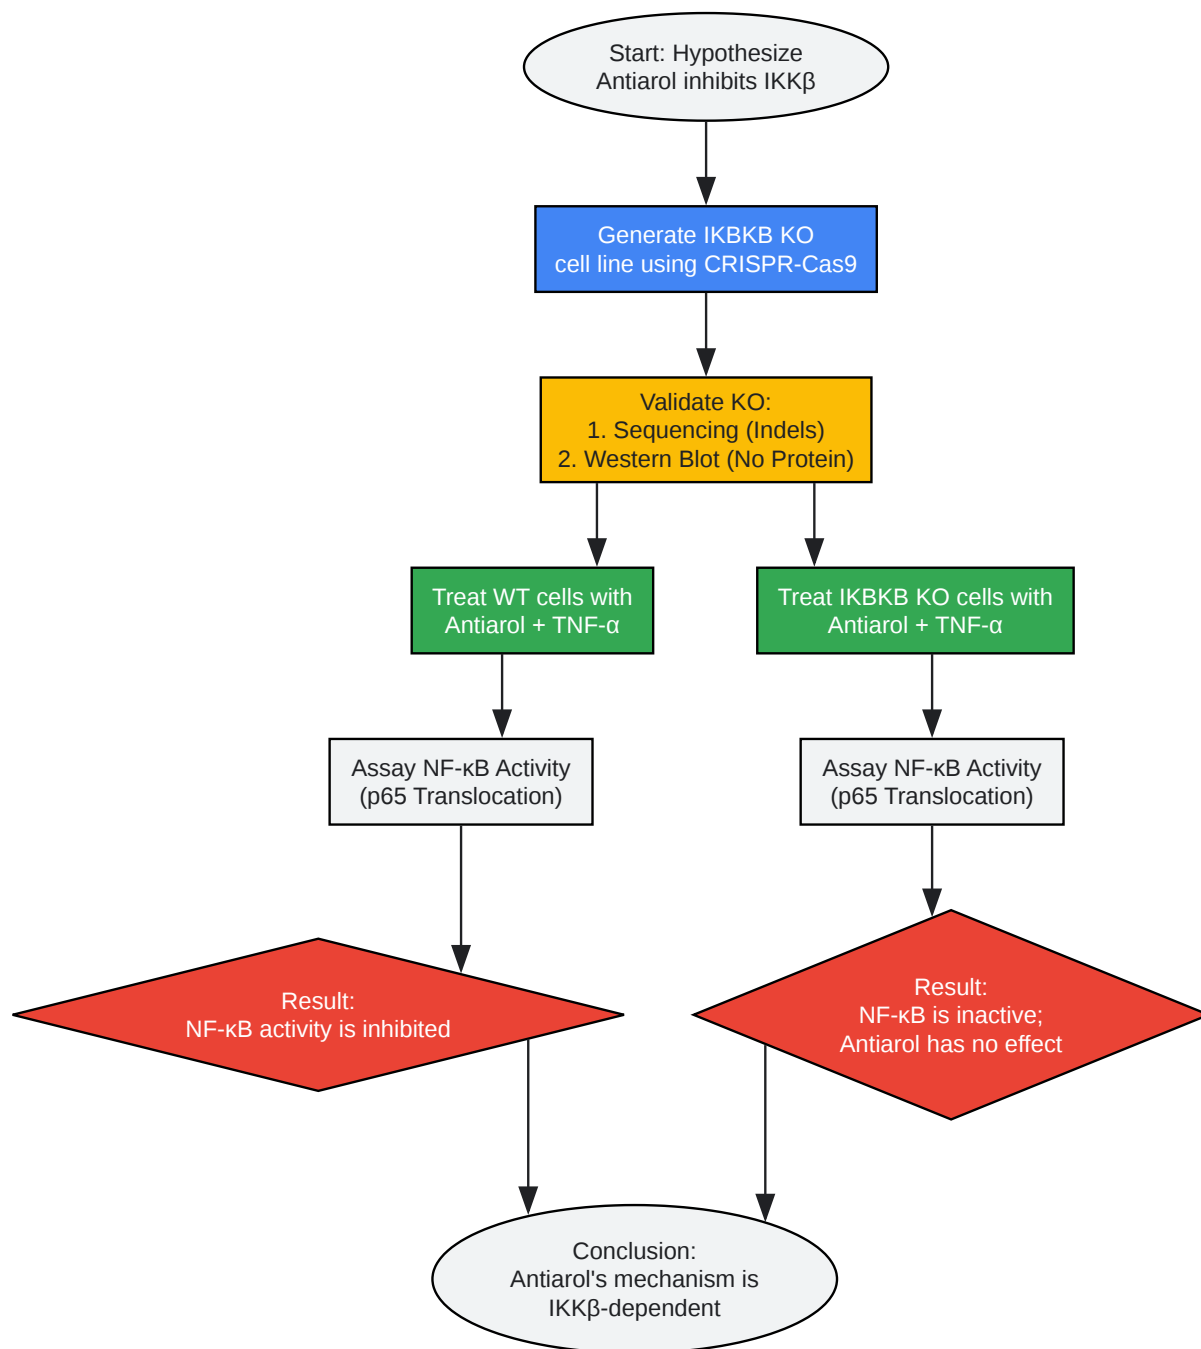 Start: Hypothesize
Antiarol inhibits IKKβ
Generate IKBKB KO
cell line using CRISPR-Cas9
Validate KO:
1. Sequencing (Indels)
2. Western Blot (No Protein)
Treat WT cells with
Antiarol + TNF-α
Treat IKBKB KO cells with
Antiarol + TNF-α
Assay NF-κB Activity
(p65 Translocation)
Assay NF-κB Activity
(p65 Translocation)
Result:
NF-κB activity is inhibited
Result:
NF-κB is inactive;
Antiarol has no effect
Conclusion:
Antiarol's mechanism is
IKKβ-dependent